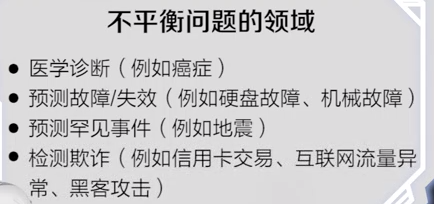 不平衡问题的领域
● 医学诊断（例如癌症）
● 预测故障/失效（例如硬盘故障、机械故障）
● 预测罕见事件（例如地震）
● 检测欺诈（例如信用卡交易、互联网流量异
常、黑客攻击）